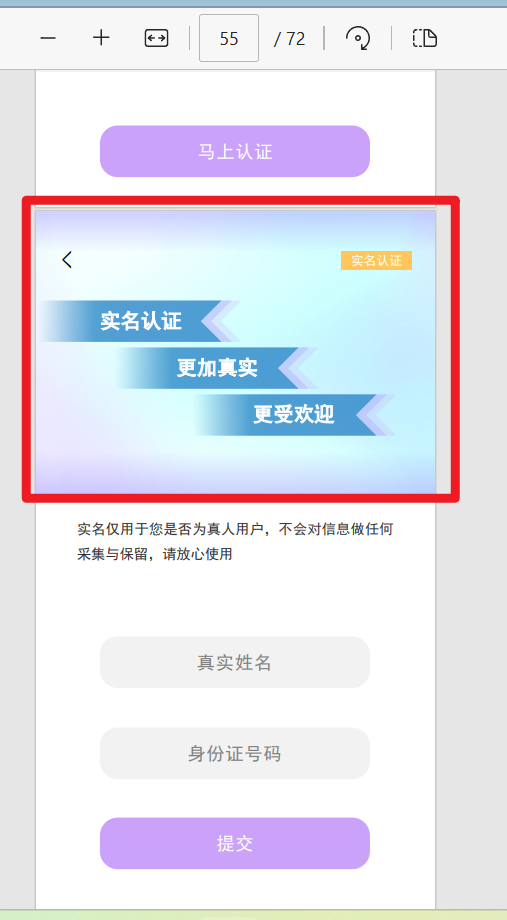 55 / 72
马上认证
实名认证
实名认证
更加真实
更受欢迎
实名仅用于您是否为真人用户，不会对信息做任何
采集与保留，请放心使用
真实姓名
身份证号码
提交